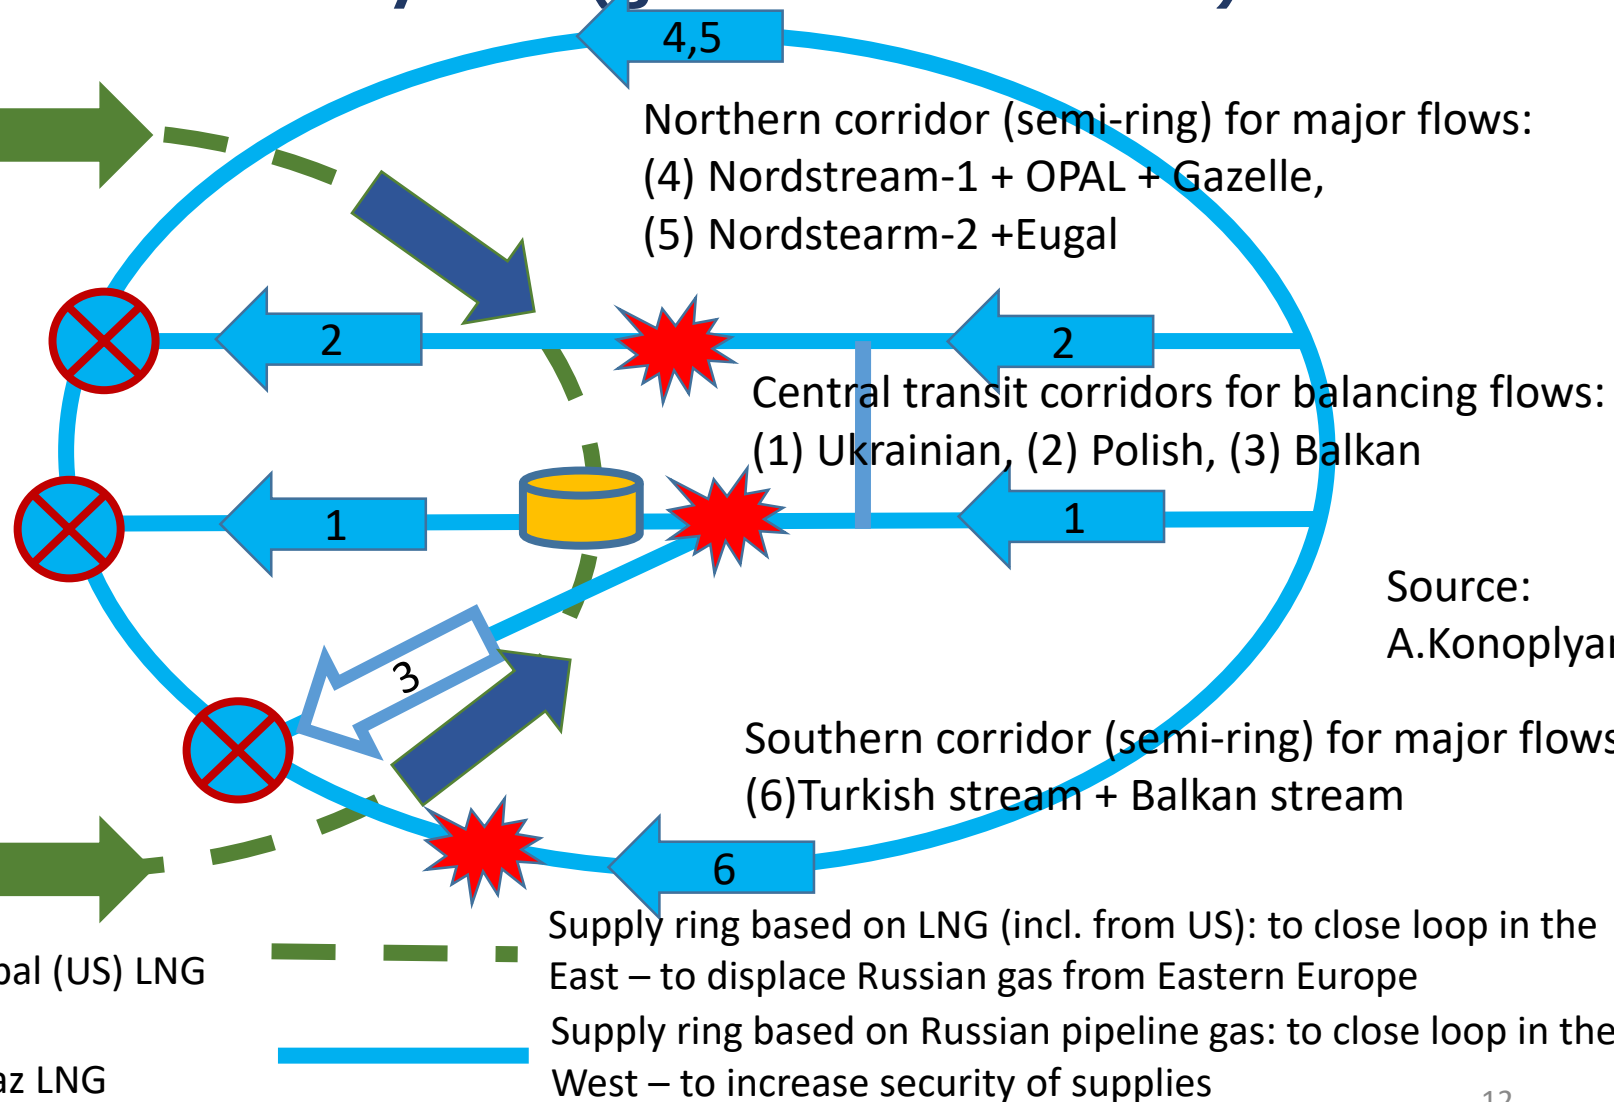 4,5
Northern corridor (semi-ring) for major flows:
(4) Nordstream-1 + OPAL + Gazelle,
(5) Nordstearm-2 +Eugal
2
2
Central transit corridors for balancing flows:
(1) Ukrainian, (2) Polish, (3) Balkan
1
1
Source:
3
Southern corridor (semi-ring) for major flows
(6)Turkish stream + Balkan stream
6
Supply ring based on LNG (incl. from US): to close loop in the
East – to displace Russian gas from Eastern Europe
(US) LNG
Supply ring based on Russian pipeline gas: to close loop in the
West – to increase security of supplies
LNG
12